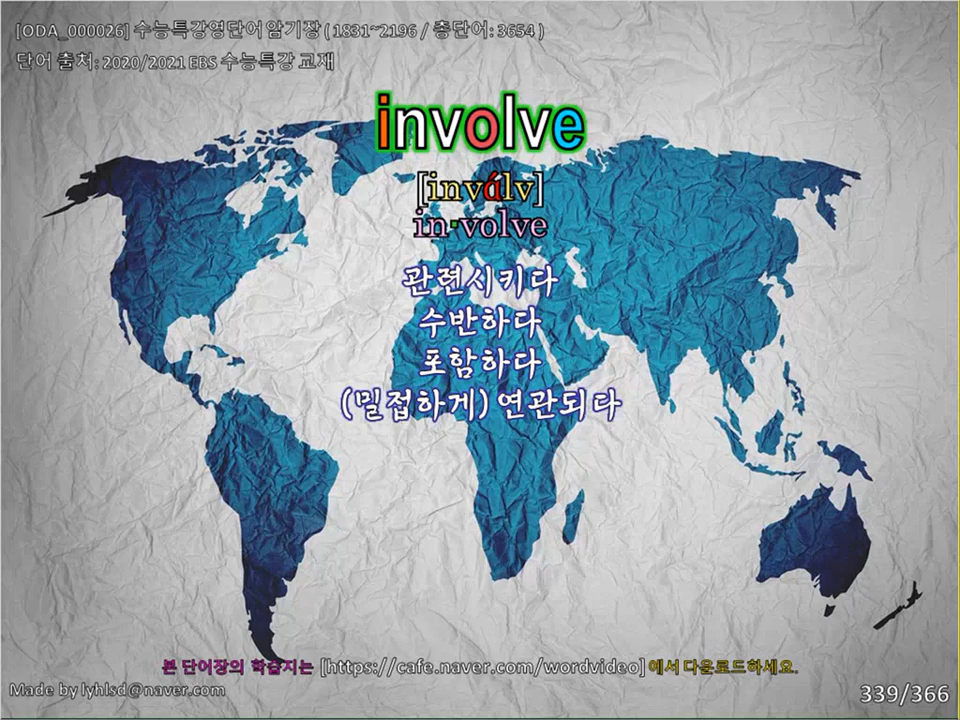 [ODA_000026] 수능특강영단어 암기장 ( 1831~2196 / 총단어: 3654 )
단어 출처: 2020/2021 EBS 수능특강 교재
involve
[inválv]
in·volve
관련시키다
수반하다
포함하다
(밀접하게) 연관되다
본 단어장의 학습지는 [https://cafe.naver.com/wordvideo] 에서 다운로드하세요.
Made by lyhlsd@naver.com
339/366